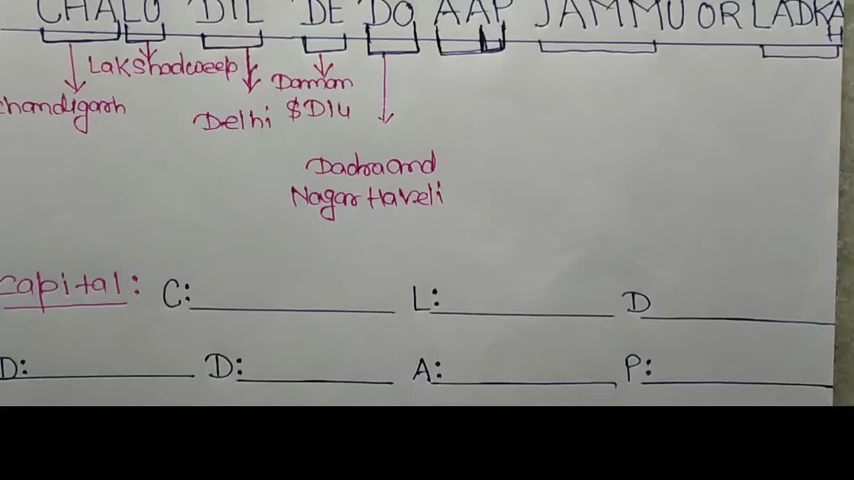 CHALO DIL DE DO AAP JAMMU OR LADKA
H
Lakshadweep
Daman
Chandigarh
Delhi
$DIU
Dadra and
Nagar Haveli
Capital: C: L: D
D: D: A: P: